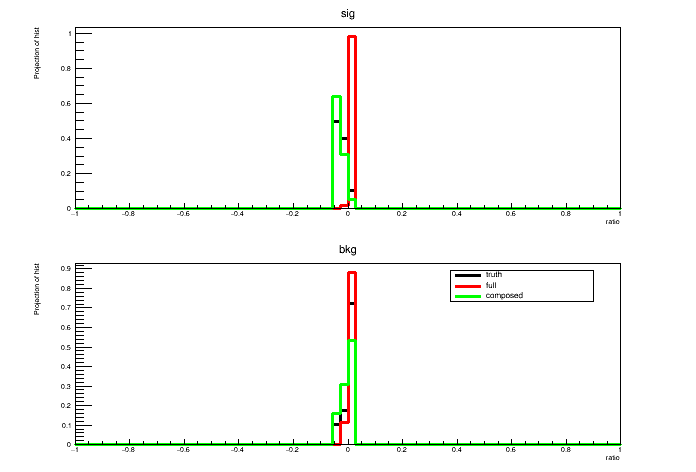 sig
Projection of hist
1
0.8
0.6
0.4
0.2
0
−1 −0.8 −0.6 −0.4 −0.2 0 0.2 0.4 0.6 0.8 1
ratio
bkg
Projection of hist
0.9
0.8
0.7
0.6
0.5
0.4
0.3
0.2
0.1
0
−1 −0.8 −0.6 −0.4 −0.2 0 0.2 0.4 0.6 0.8 1
ratio
truth
full
composed